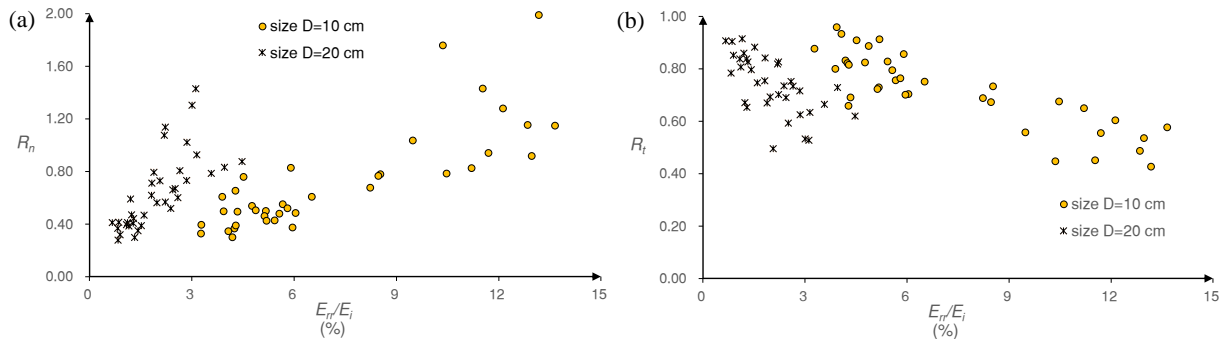 (a)
2.00
1.60
1.20
0.80
0.40
0.00
Rn
size D=10 cm
size D=20 cm
0
3
6
9
12
15
Err/Ei
(%)
(b)
1.00
0.80
0.60
0.40
0.20
0.00
Rt
size D=10 cm
size D=20 cm
0
3
6
9
12
15
Err/Ei
(%)